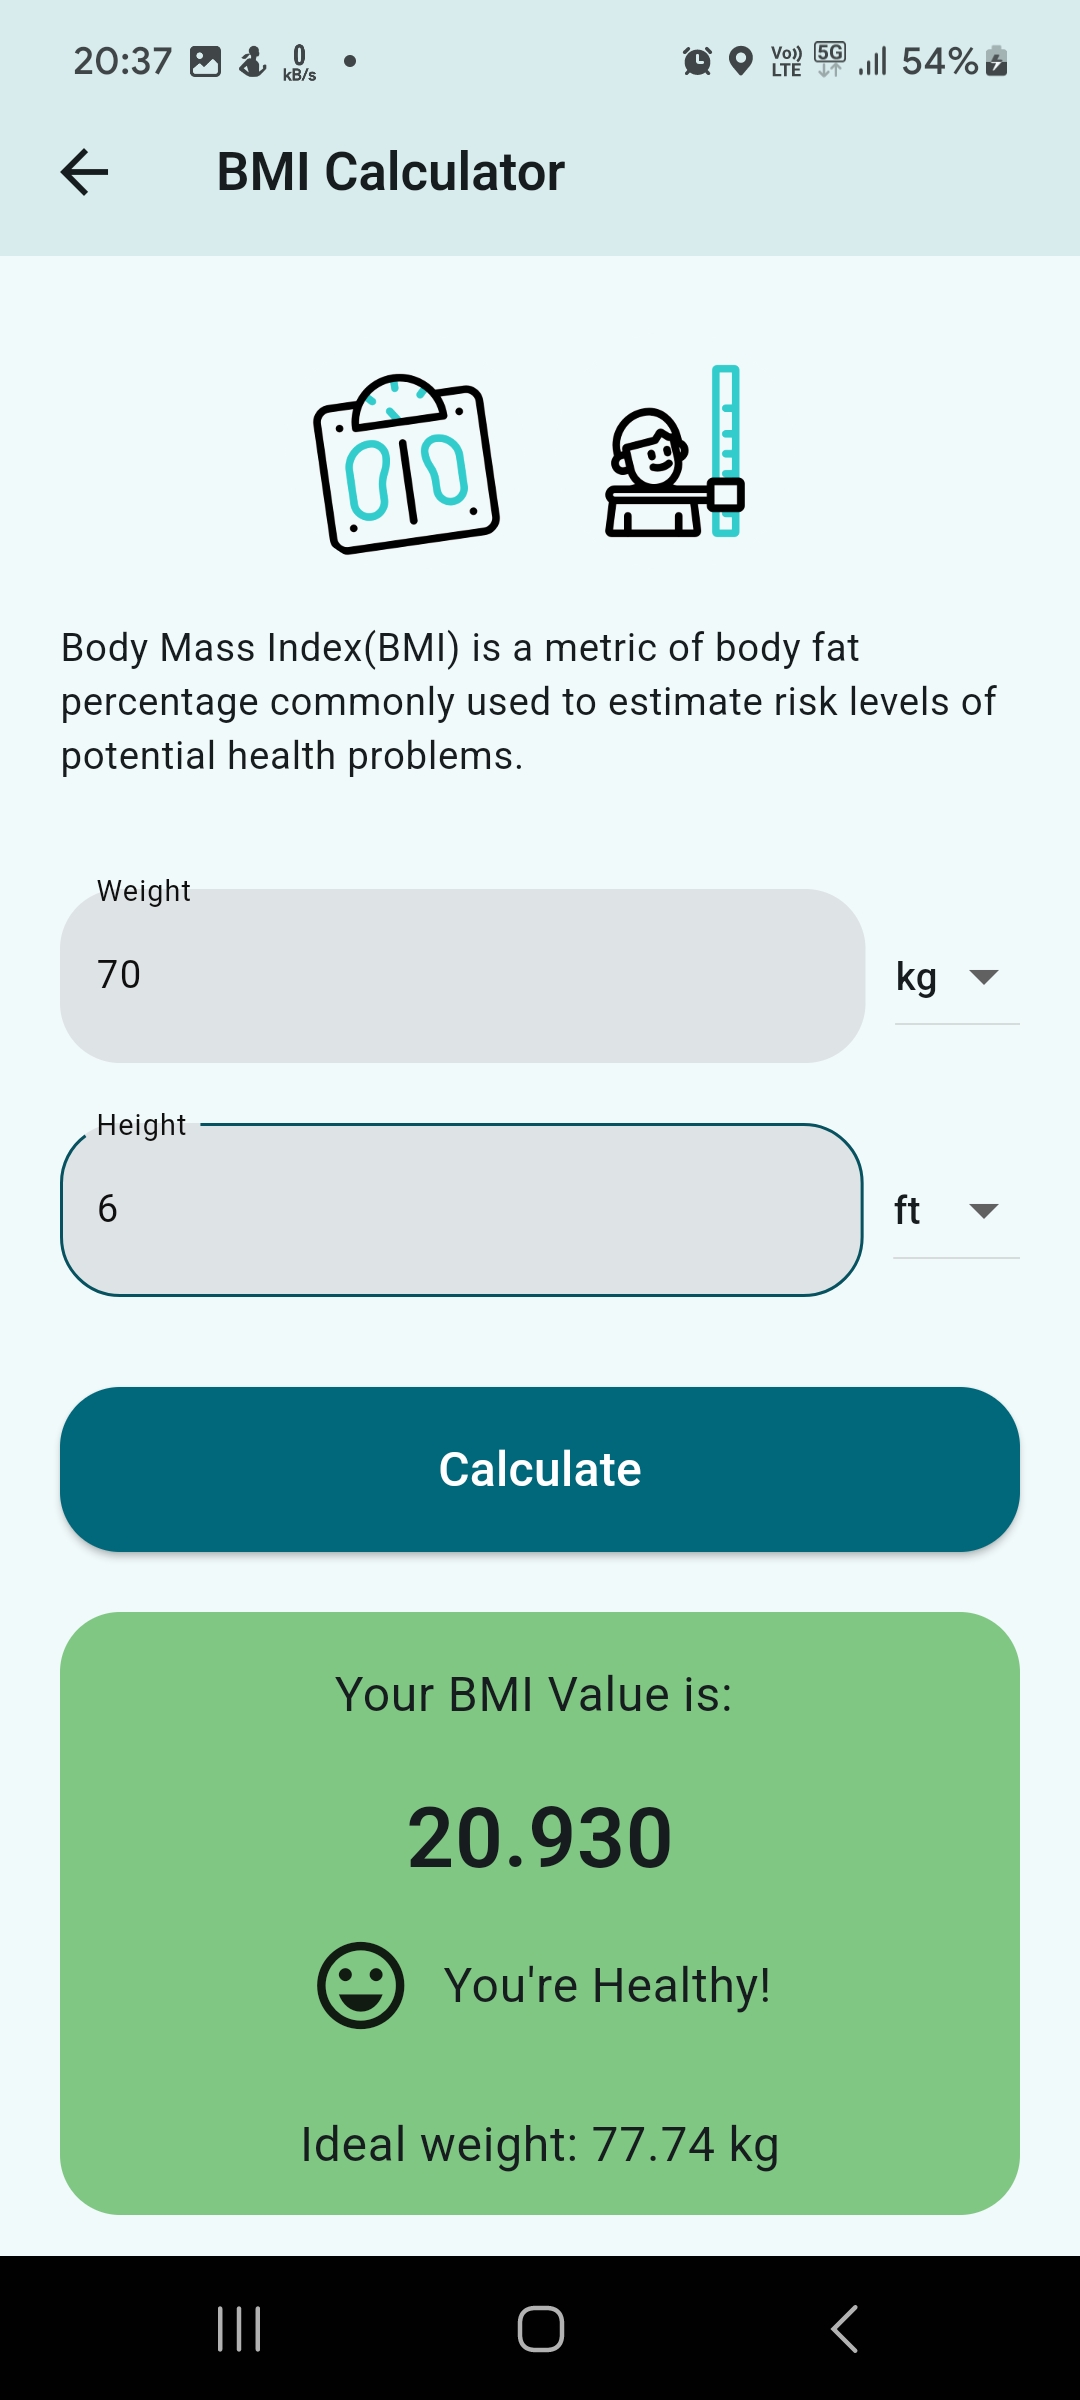 20:37 0 kB/s Vo)) LTE 5G 54%
BMI Calculator
Body Mass Index(BMI) is a metric of body fat
percentage commonly used to estimate risk levels of
potential health problems.
Weight
70 kg
Height
6 ft
Calculate
Your BMI Value is:
20.930
You're Healthy!
Ideal weight: 77.74 kg